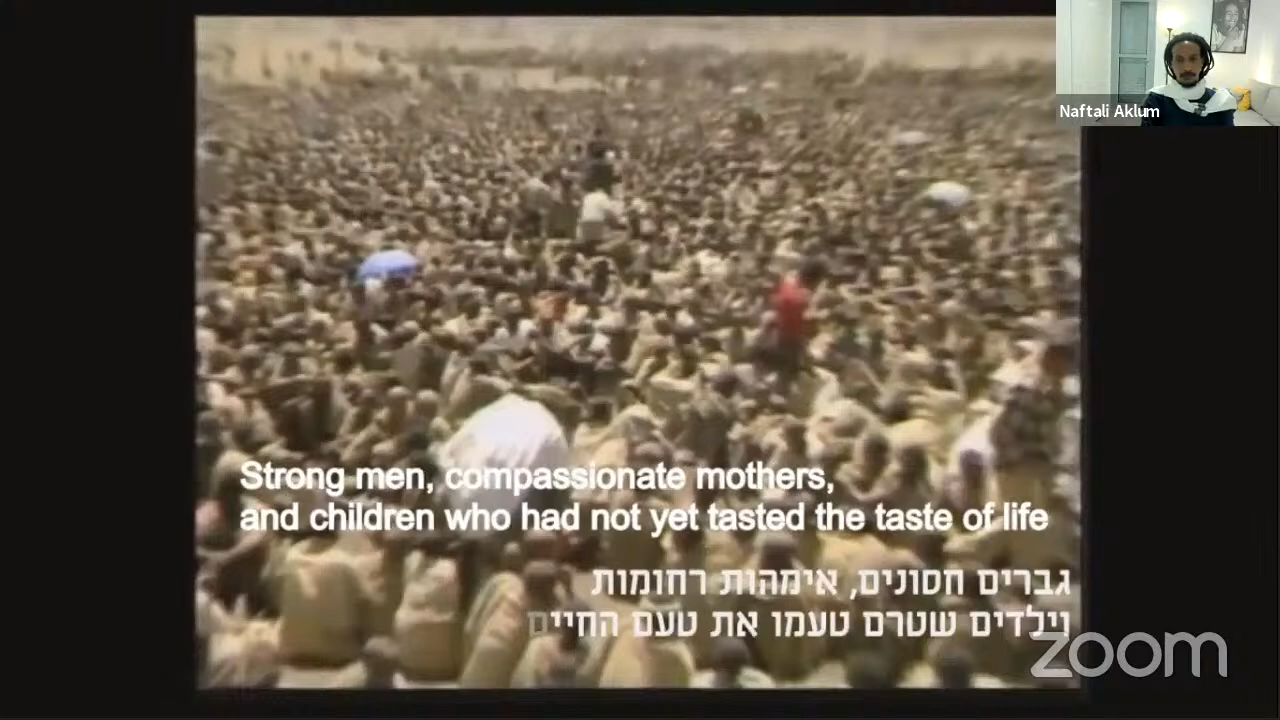 Naftali Aklum
Strong men, compassionate mothers,
and children who had not yet tasted the taste of life
גברים חסונים, אימהות רחומות
וילדים שטרם טעמו את טעם החיים
zoom